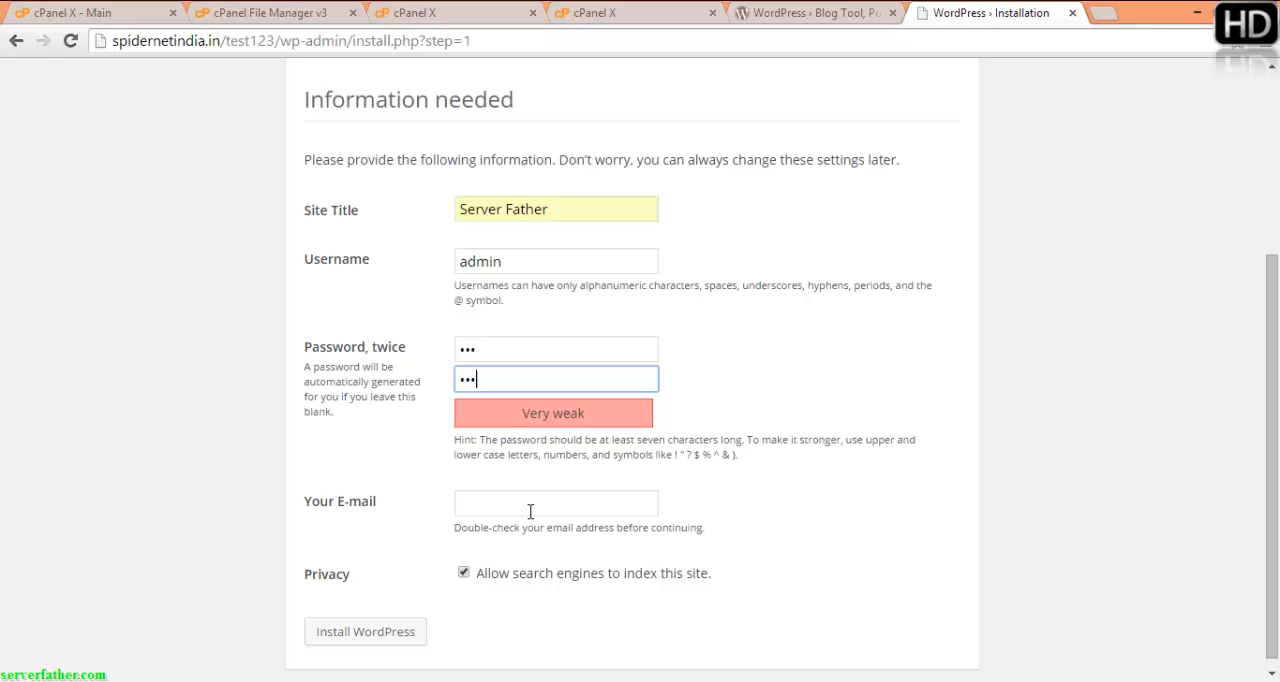 cPanel X - Main
cPanel File Manager v3
cPanel X
cPanel X
WordPress › Blog Tool, Pu
WordPress › Installation
HD
spidernetindia.in/test123/wp-admin/install.php?step=1
Information needed
Please provide the following information. Don't worry, you can always change these settings later.
Site Title
Server Father
Username
admin
Usernames can have only alphanumeric characters, spaces, underscores, hyphens, periods, and the
@ symbol.
Password, twice
•••
A password will be
automatically generated
for you if you leave this
blank.
•••
Very weak
Hint: The password should be at least seven characters long. To make it stronger, use upper and
lower case letters, numbers, and symbols like ! " ? $ % ^ & ).
Your E-mail
Double-check your email address before continuing.
Privacy
Allow search engines to index this site.
Install WordPress
serverfather.com